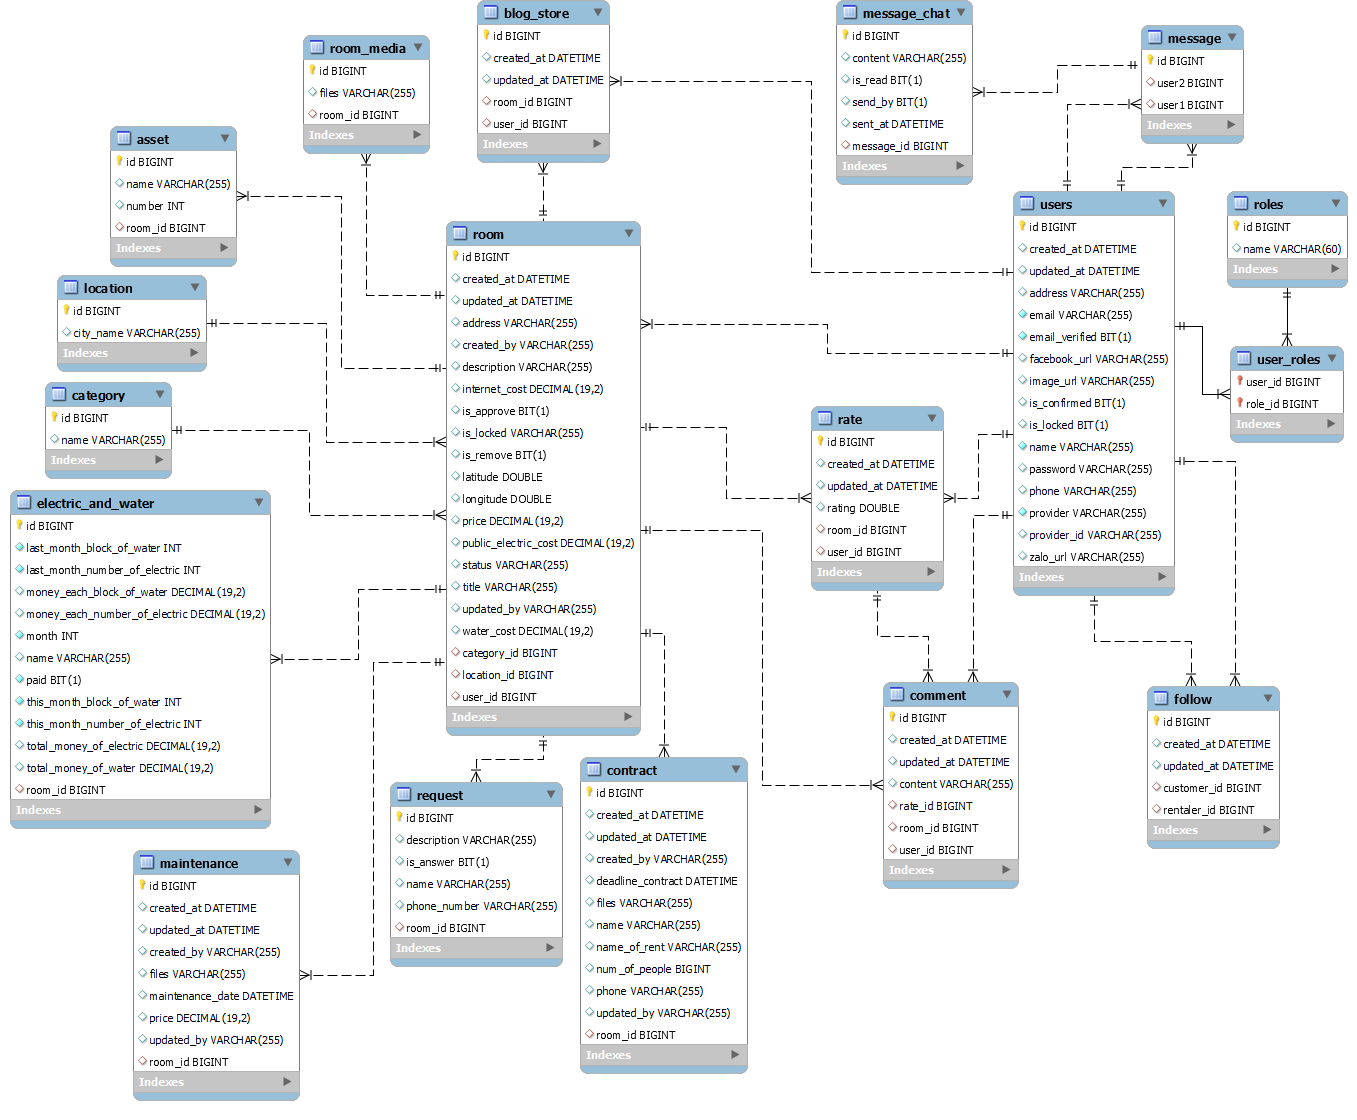 blog_store
id BIGINT
created_at DATETIME
updated_at DATETIME
room_id BIGINT
user_id BIGINT
Indexes
message_chat
id BIGINT
content VARCHAR(255)
is_read BIT(1)
send_by BIT(1)
sent_at DATETIME
message_id BIGINT
Indexes
message
id BIGINT
user2 BIGINT
user1 BIGINT
Indexes
room_media
id BIGINT
files VARCHAR(255)
room_id BIGINT
Indexes
asset
id BIGINT
name VARCHAR(255)
number INT
room_id BIGINT
Indexes
location
id BIGINT
city_name VARCHAR(255)
Indexes
category
id BIGINT
name VARCHAR(255)
Indexes
room
id BIGINT
created_at DATETIME
updated_at DATETIME
address VARCHAR(255)
created_by VARCHAR(255)
description VARCHAR(255)
internet_cost DECIMAL(19,2)
is_approve BIT(1)
is_locked VARCHAR(255)
is_remove BIT(1)
latitude DOUBLE
longitude DOUBLE
price DECIMAL(19,2)
public_electric_cost DECIMAL(19,2)
status VARCHAR(255)
title VARCHAR(255)
updated_by VARCHAR(255)
water_cost DECIMAL(19,2)
category_id BIGINT
location_id BIGINT
user_id BIGINT
Indexes
users
id BIGINT
created_at DATETIME
updated_at DATETIME
address VARCHAR(255)
email VARCHAR(255)
email_verified BIT(1)
facebook_url VARCHAR(255)
image_url VARCHAR(255)
is_confirmed BIT(1)
is_locked BIT(1)
name VARCHAR(255)
password VARCHAR(255)
phone VARCHAR(255)
provider VARCHAR(255)
provider_id VARCHAR(255)
zalo_url VARCHAR(255)
Indexes
roles
id BIGINT
name VARCHAR(60)
Indexes
user_roles
user_id BIGINT
role_id BIGINT
Indexes
rate
id BIGINT
created_at DATETIME
updated_at DATETIME
rating DOUBLE
room_id BIGINT
user_id BIGINT
Indexes
electric_and_water
id BIGINT
last_month_block_of_water INT
last_month_number_of_electric INT
money_each_block_of_water DECIMAL(19,2)
money_each_number_of_electric DECIMAL(19,2)
month INT
name VARCHAR(255)
paid BIT(1)
this_month_block_of_water INT
this_month_number_of_electric INT
total_money_of_electric DECIMAL(19,2)
total_money_of_water DECIMAL(19,2)
room_id BIGINT
Indexes
comment
id BIGINT
created_at DATETIME
updated_at DATETIME
content VARCHAR(255)
rate_id BIGINT
room_id BIGINT
user_id BIGINT
Indexes
follow
id BIGINT
created_at DATETIME
updated_at DATETIME
customer_id BIGINT
rentaler_id BIGINT
Indexes
contract
id BIGINT
created_at DATETIME
updated_at DATETIME
created_by VARCHAR(255)
deadline_contract DATETIME
files VARCHAR(255)
name VARCHAR(255)
name_of_rent VARCHAR(255)
num_of_people BIGINT
phone VARCHAR(255)
updated_by VARCHAR(255)
room_id BIGINT
Indexes
request
id BIGINT
description VARCHAR(255)
is_answer BIT(1)
name VARCHAR(255)
phone_number VARCHAR(255)
room_id BIGINT
Indexes
maintenance
id BIGINT
created_at DATETIME
updated_at DATETIME
created_by VARCHAR(255)
files VARCHAR(255)
maintenance_date DATETIME
price DECIMAL(19,2)
updated_by VARCHAR(255)
room_id BIGINT
Indexes